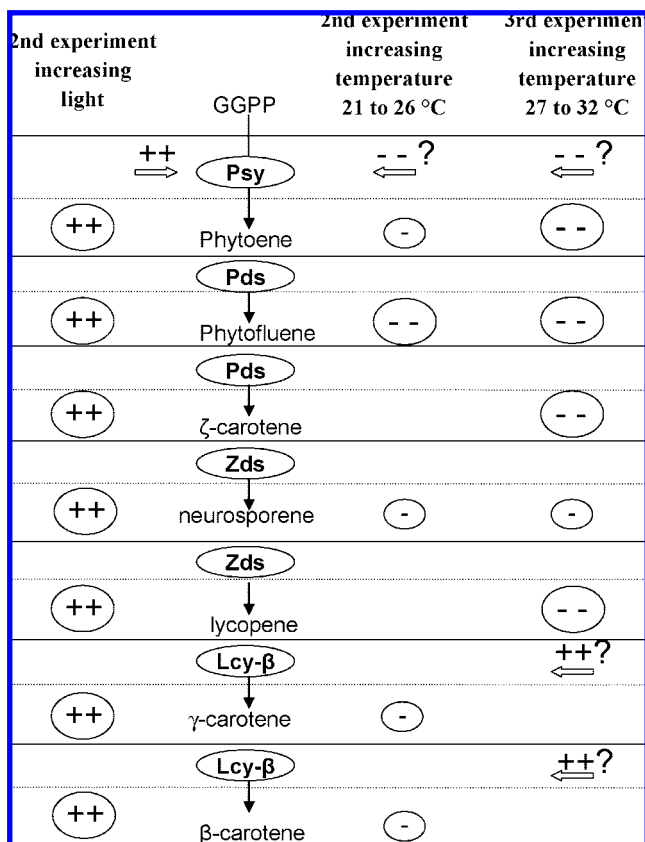 2nd experiment
increasing
light
GGPP
2nd experiment
increasing
temperature
21 to 26 °C
3rd experiment
increasing
temperature
27 to 32 °C
++ Psy - - ? - - ?
++ Phytoene - - -
Pds
++ Phytofluene - - - -
Pds
++ ζ-carotene - -
Zds
++ neurosporene - -
Zds
++ lycopene - -
Lcy-β ++?
++ γ-carotene -
Lcy-β ++?
++ β-carotene -